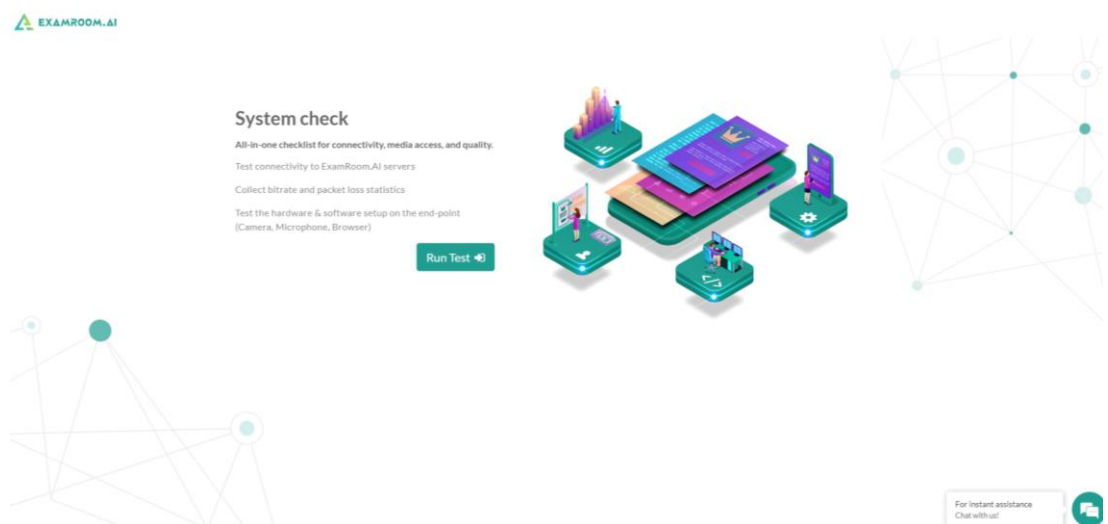 EXAMROOM.AI
System check
All-in-one checklist for connectivity, media access, and quality.
Test connectivity to ExamRoom.AI servers
Collect bitrate and packet loss statistics
Test the hardware & software setup on the end-point
(Camera, Microphone, Browser)
Run Test
For instant assistance
Chat with us!